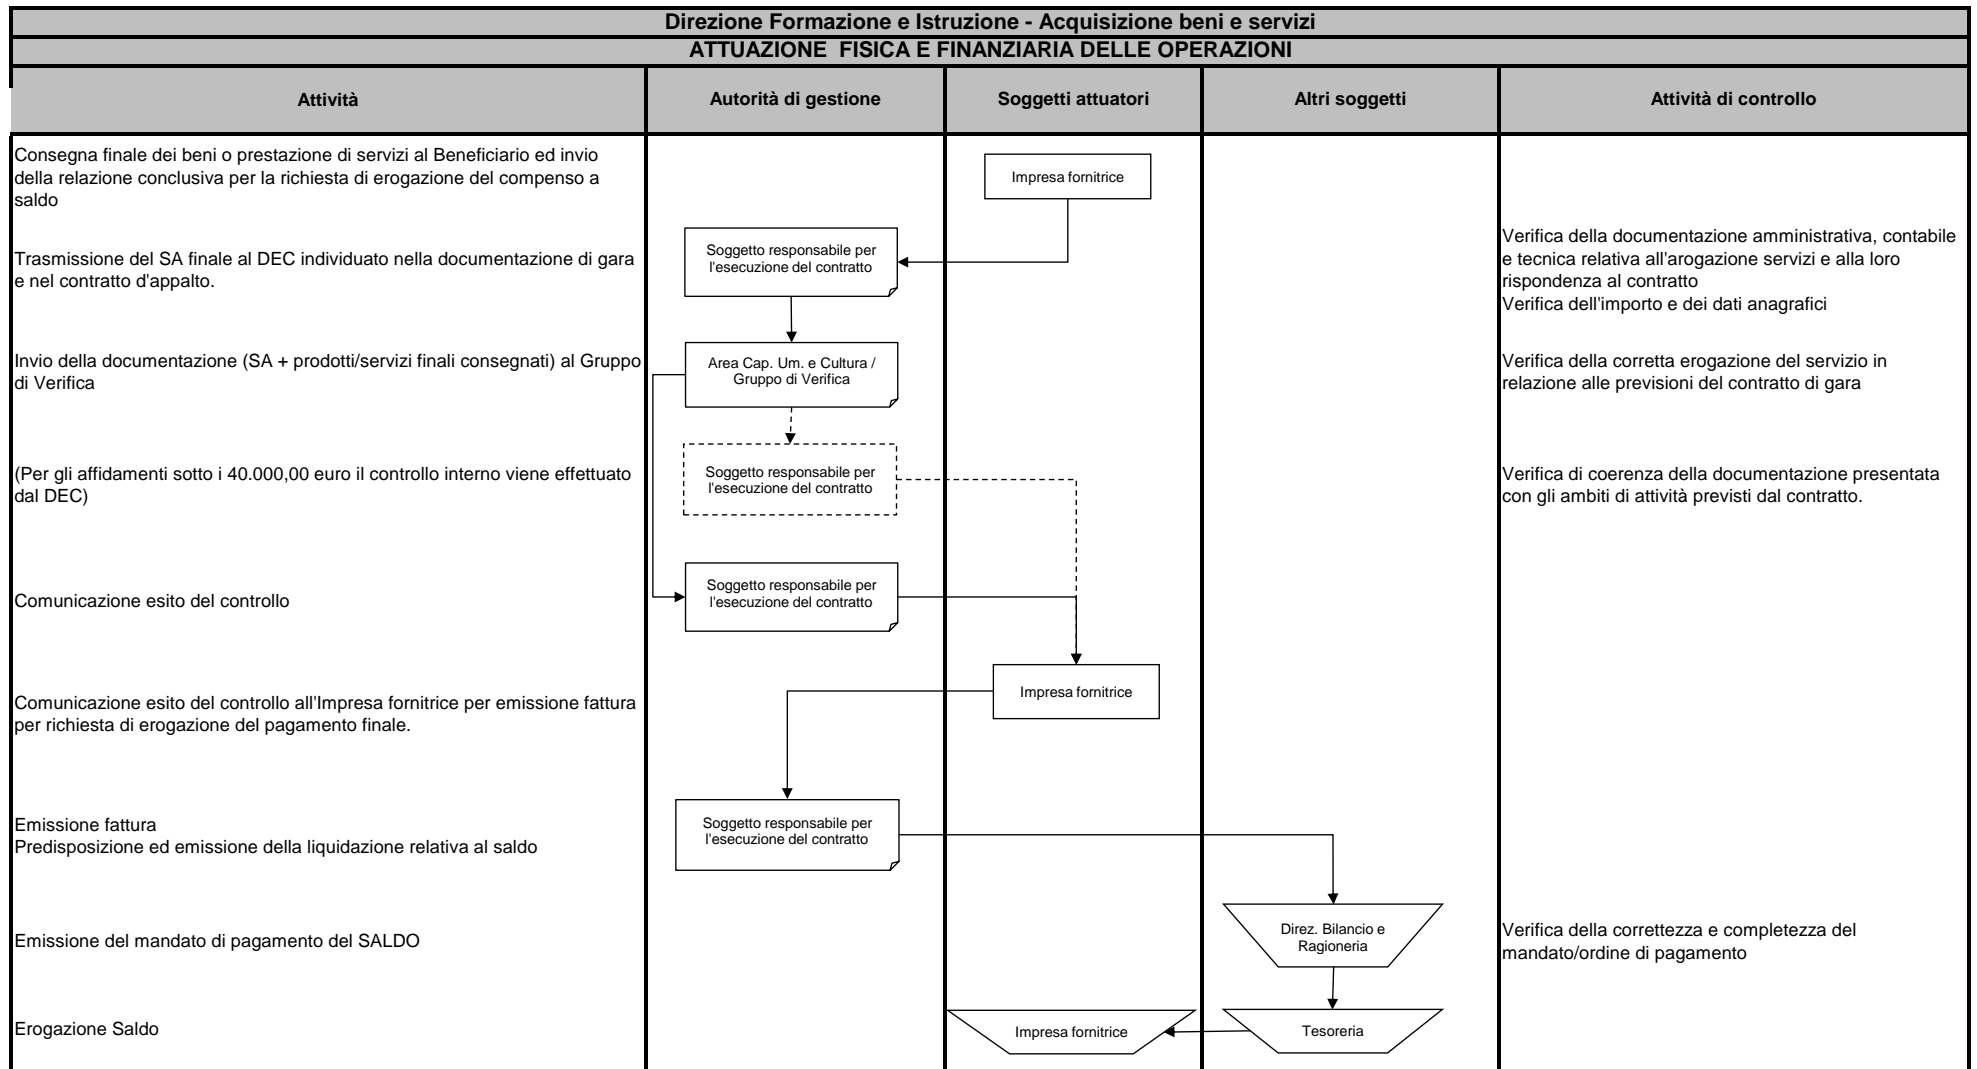 Direzione Formazione e Istruzione - Acquisizione beni e servizi
ATTUAZIONE FISICA E FINANZIARIA DELLE OPERAZIONI
Attività
Autorità di gestione
Soggetti attuatori
Altri soggetti
Attività di controllo
Consegna finale dei beni o prestazione di servizi al Beneficiario ed invio
della relazione conclusiva per la richiesta di erogazione del compenso a
saldo
Impresa fornitrice
Trasmissione del SA finale al DEC individuato nella documentazione di gara
e nel contratto d'appalto.
Soggetto responsabile per
l'esecuzione del contratto
Verifica della documentazione amministrativa, contabile
e tecnica relativa all'arogazione servizi e alla loro
rispondenza al contratto
Verifica dell'importo e dei dati anagrafici
Invio della documentazione (SA + prodotti/servizi finali consegnati) al Gruppo
di Verifica
Area Cap. Um. e Cultura /
Gruppo di Verifica
Verifica della corretta erogazione del servizio in
relazione alle previsioni del contratto di gara
(Per gli affidamenti sotto i 40.000,00 euro il controllo interno viene effettuato
dal DEC)
Soggetto responsabile per
l'esecuzione del contratto
Verifica di coerenza della documentazione presentata
con gli ambiti di attività previsti dal contratto.
Comunicazione esito del controllo
Soggetto responsabile per
l'esecuzione del contratto
Comunicazione esito del controllo all'Impresa fornitrice per emissione fattura
per richiesta di erogazione del pagamento finale.
Impresa fornitrice
Emissione fattura
Predisposizione ed emissione della liquidazione relativa al saldo
Soggetto responsabile per
l'esecuzione del contratto
Emissione del mandato di pagamento del SALDO
Direz. Bilancio e
Ragioneria
Verifica della correttezza e completezza del
mandato/ordine di pagamento
Erogazione Saldo
Impresa fornitrice
Tesoreria